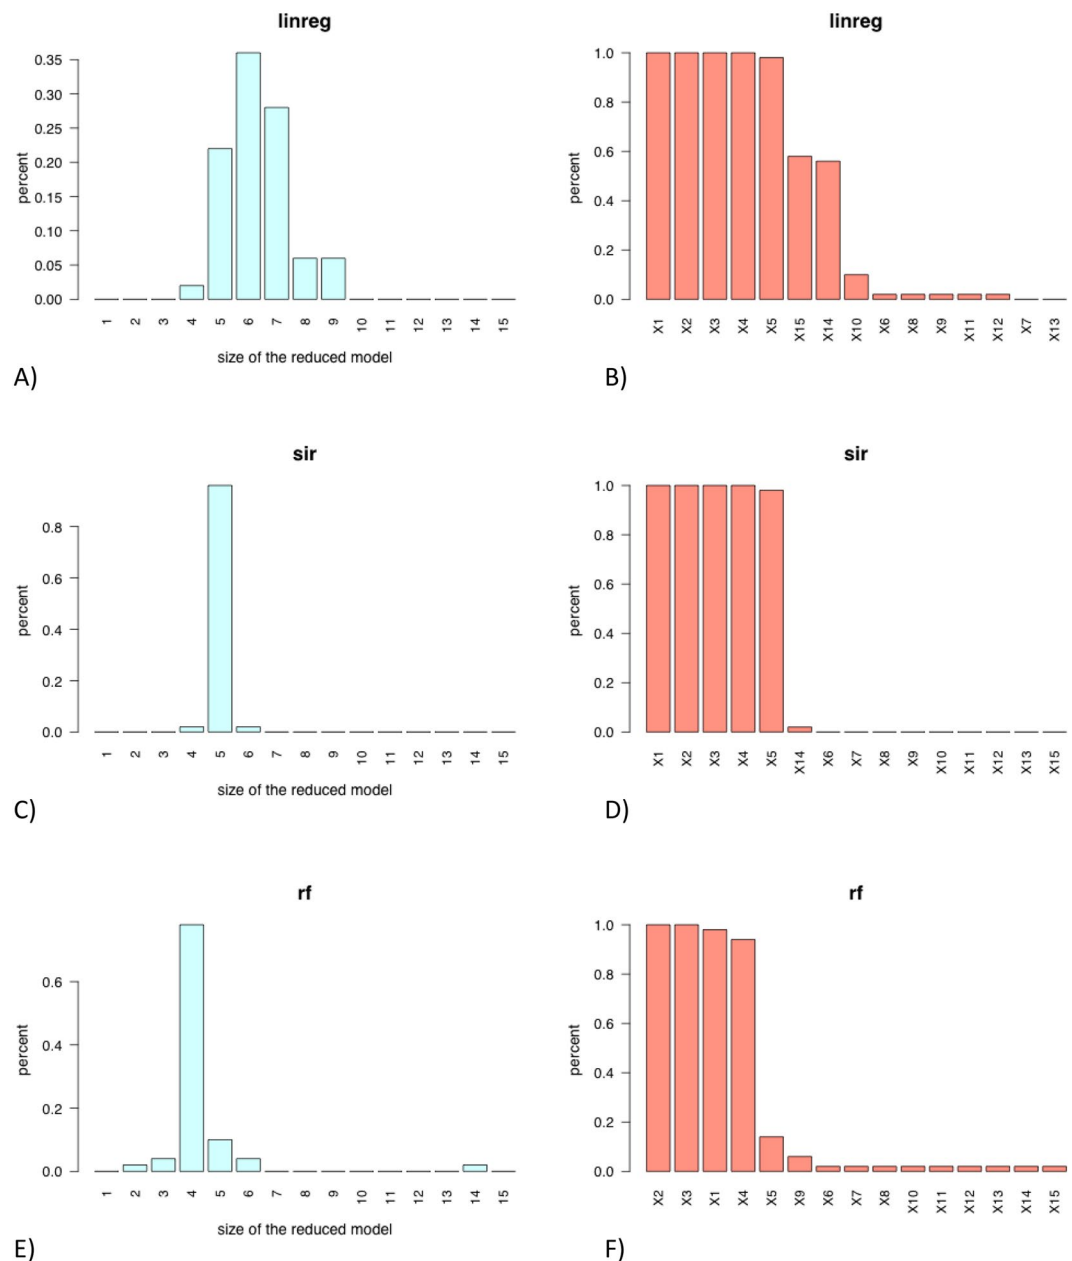 linreg
0.35
0.30
0.25
0.20
0.15
0.10
0.05
0.00
percent
1 2 3 4 5 6 7 8 9 10 11 12 13 14 15
size of the reduced model
A)
linreg
1.0
0.8
0.6
0.4
0.2
0.0
percent
X1 X2 X3 X4 X5 X15 X14 X10 X6 X8 X9 X11 X12 X7 X13
B)
sir
0.8
0.6
0.4
0.2
0.0
percent
1 2 3 4 5 6 7 8 9 10 11 12 13 14 15
size of the reduced model
C)
sir
1.0
0.8
0.6
0.4
0.2
0.0
percent
X1 X2 X3 X4 X5 X14 X6 X7 X8 X9 X10 X11 X12 X13 X15
D)
rf
0.6
0.4
0.2
0.0
percent
1 2 3 4 5 6 7 8 9 10 11 12 13 14 15
size of the reduced model
E)
rf
1.0
0.8
0.6
0.4
0.2
0.0
percent
X2 X3 X1 X4 X5 X9 X6 X7 X8 X10 X11 X12 X13 X14 X15
F)